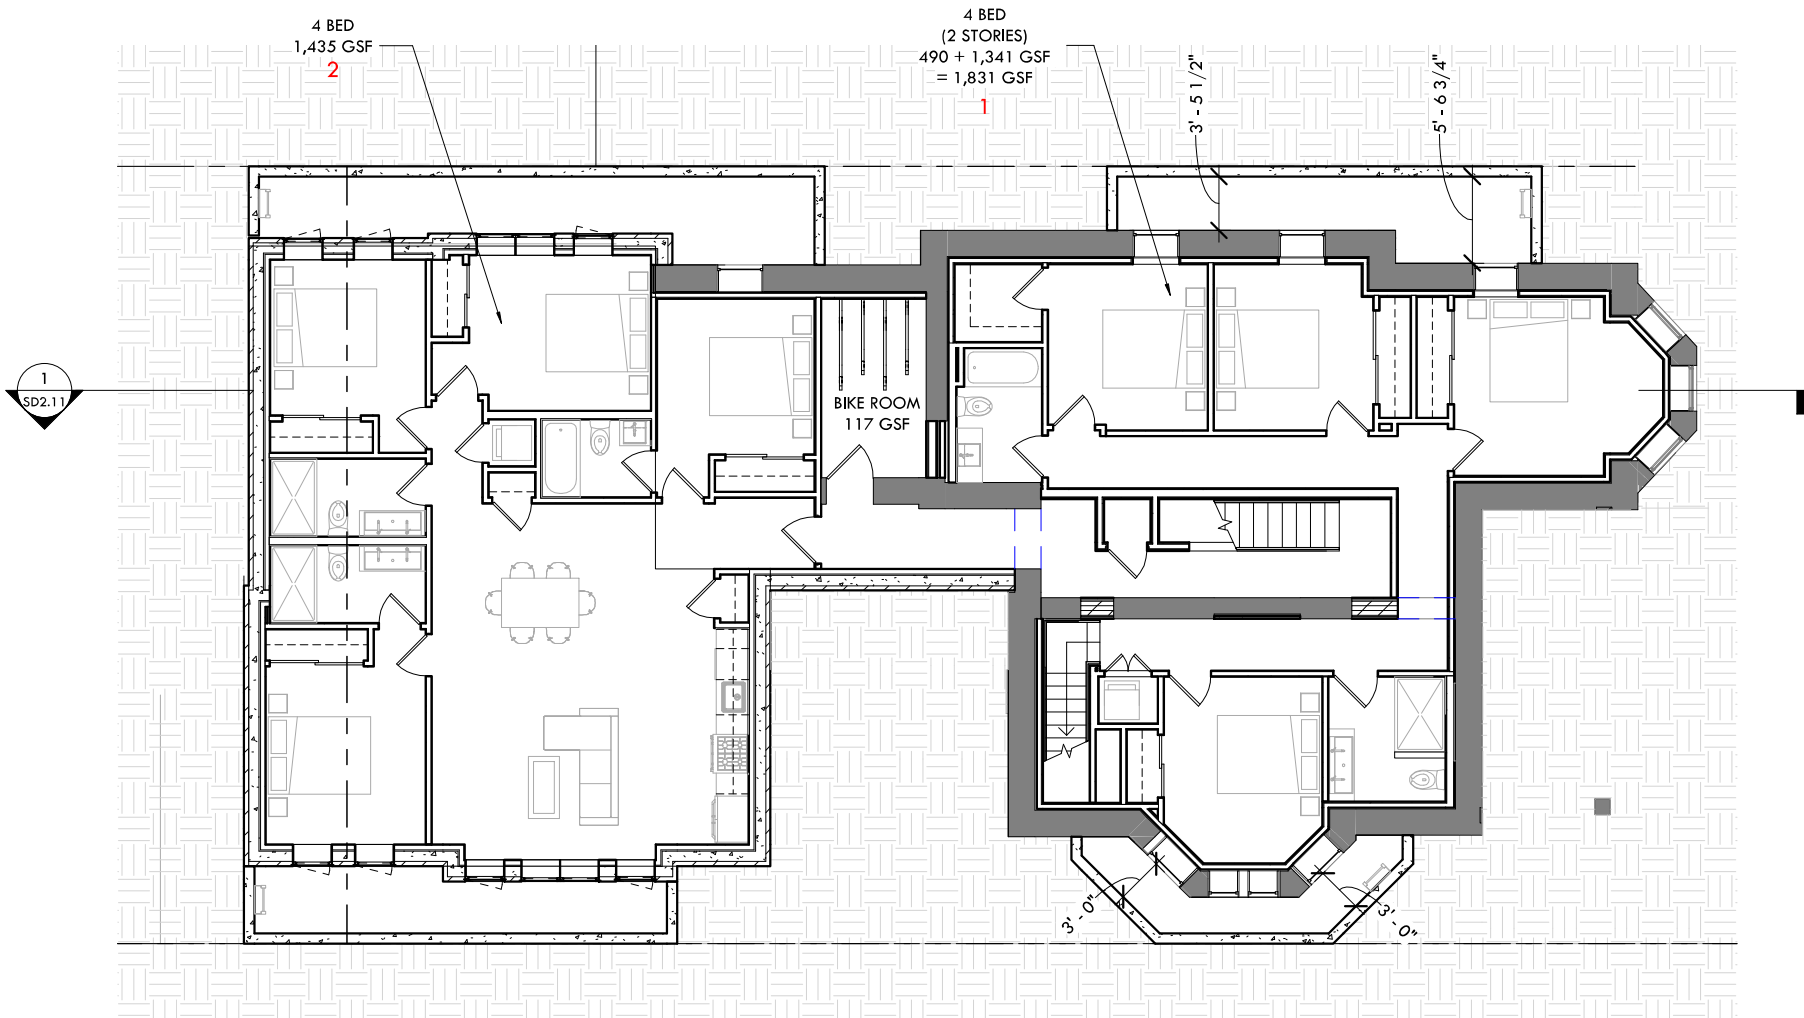 4 BED
1,435 GSF
2
4 BED
(2 STORIES)
490 + 1,341 GSF
= 1,831 GSF
1
3' - 5 1/2"
5' - 6 3/4"
1
SD2.11
BIKE ROOM
117 GSF
3' - 0"
3' - 0"